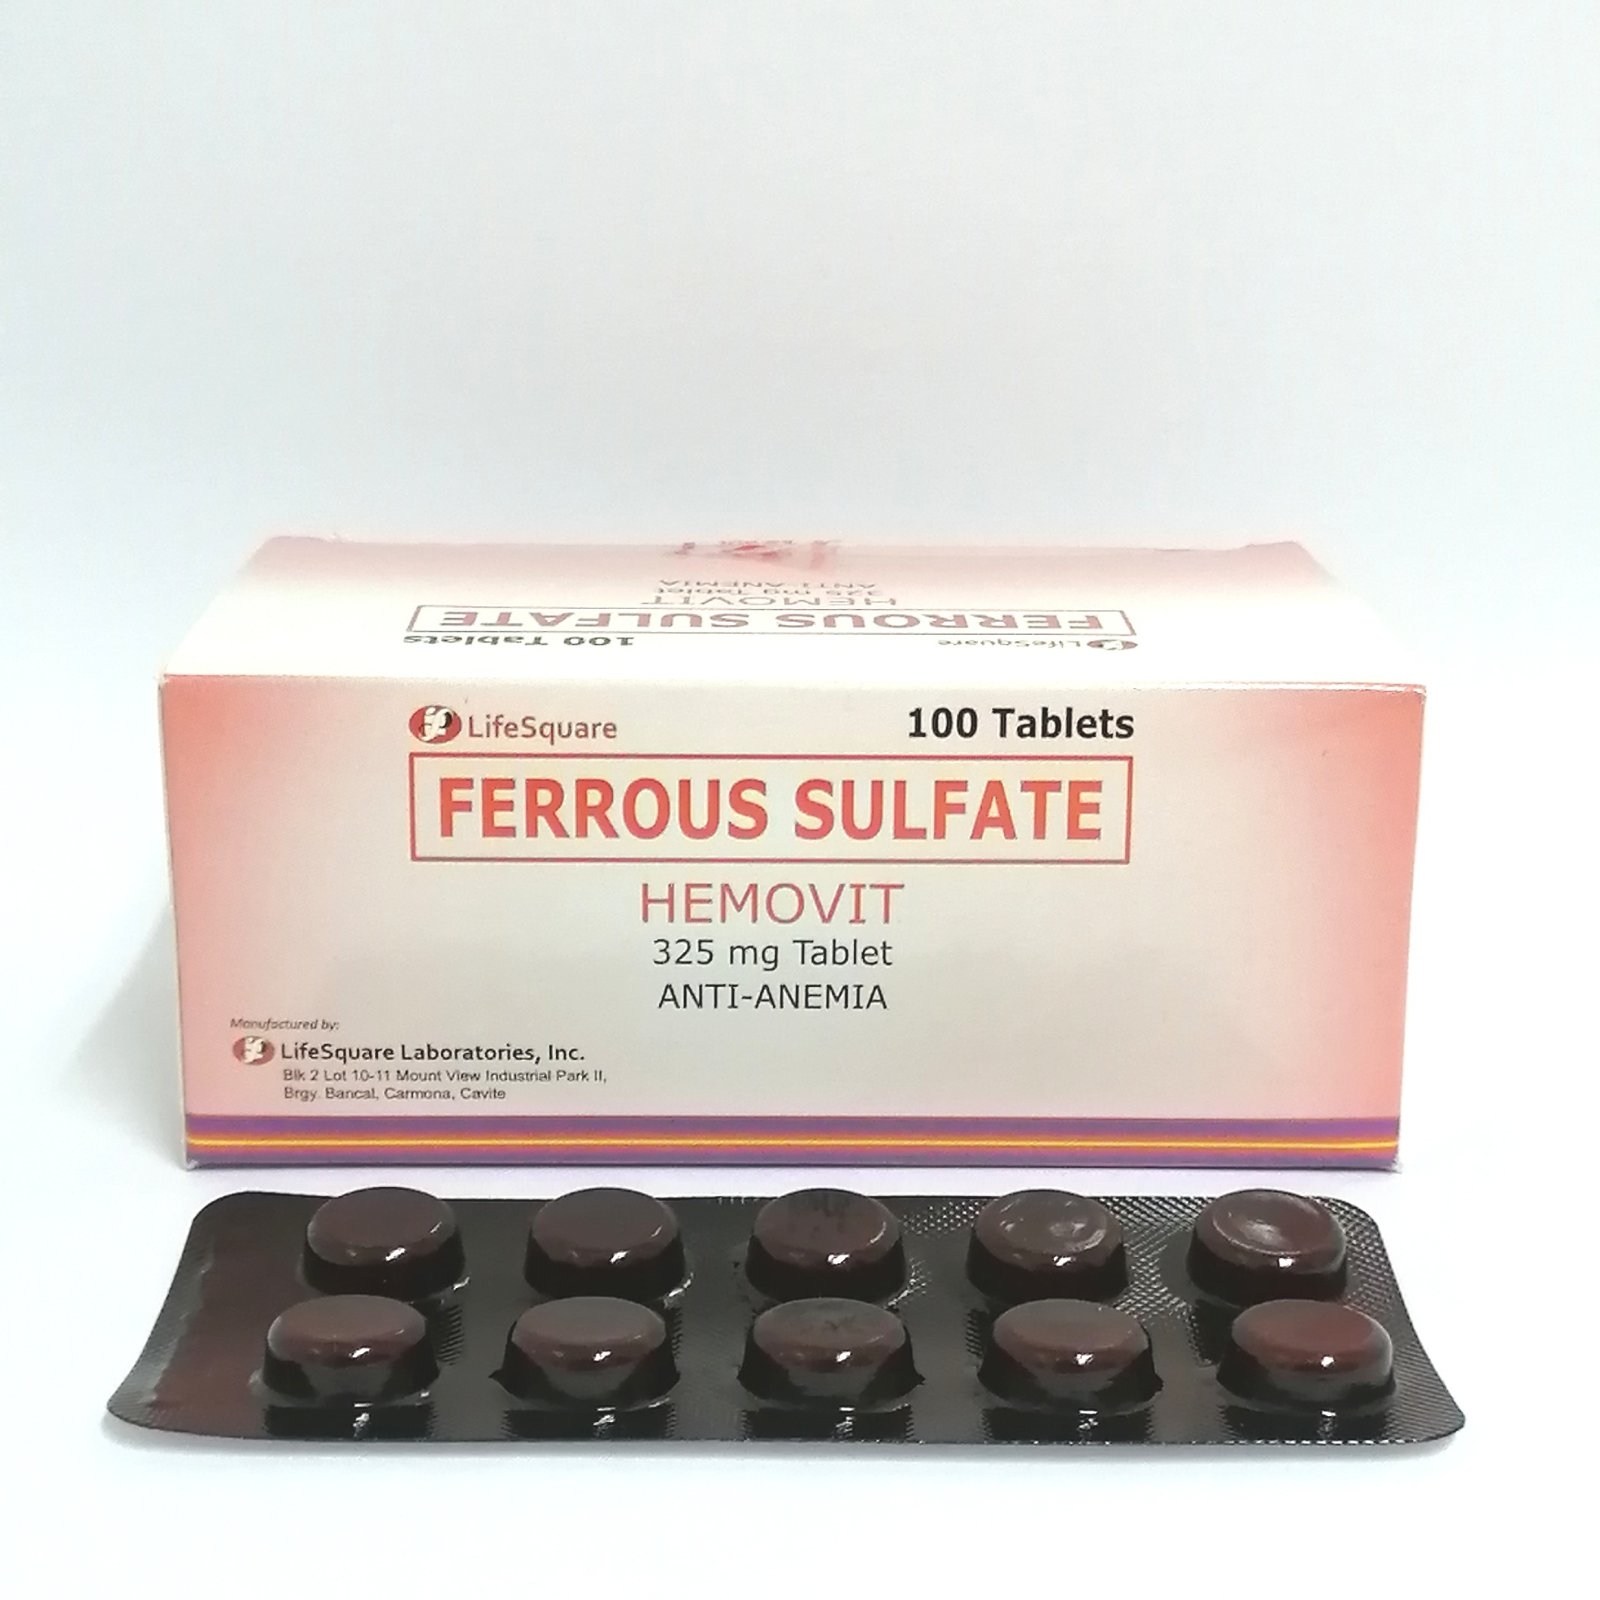 ANTI-ANEMIA
325 mg Tablet
HEMOVIT
FERROUS SULFATE
LifeSquare 100 Tablets
LifeSquare 100 Tablets
FERROUS SULFATE
HEMOVIT
325 mg Tablet
ANTI-ANEMIA
Manufactured by:
LifeSquare Laboratories, Inc.
Blk 2 Lot 10-11 Mount View Industrial Park II,
Brgy. Bancal, Carmona, Cavite